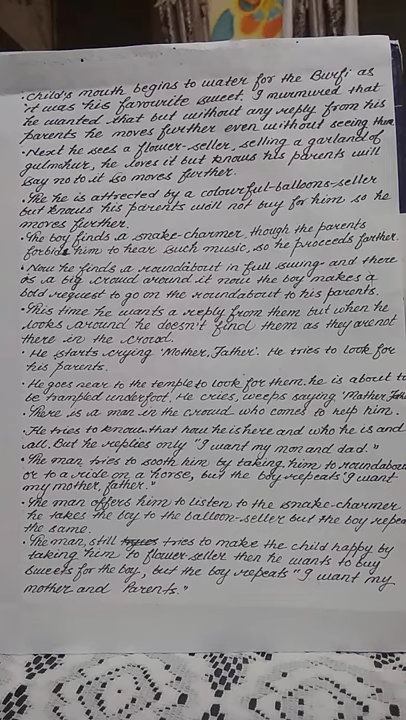 • Child's mouth begins to water for the Burfi as
it was his favourite sweet. I murmured that
he wanted that but without any reply from his
parents he moves further even without seeing them
• Next he sees a flower-seller, selling a garland of
gulmohur, he loves it but knows his parents will
say no to it so moves further.
• The he is attracted by a colourful-balloons-seller
but knows his parents will not buy for him so he
moves further.
• The boy finds a snake-charmer, though the parents
forbids him to hear such music, so he proceeds farther.
• Now he finds a roundabout in full swing and there
is a big crowd around it now the boy makes a
bold request to go on the roundabout to his parents.
• This time he wants a reply from them but when he
looks around he doesn't find them as they are not
there in the crowd.
• He starts crying 'Mother, Father'. He tries to look for
his parents.
• He goes near to the temple to look for them. he is about to
be trampled underfoot. He cries, weeps saying 'Mother
• There is a man in the crowd who comes to help him.
• He tries to know that how he is here and who he is and
all. But he replies only "I want my mom and dad."
• The man tries to sooth him by taking him to roundabou
or to a ride on a horse, but the boy repeats "I want
my mother, father."
• The man offers him to listen to the snake-charmer
he takes the boy to the balloon-seller but the boy repea
the same.
• The man still tries to make the child happy by
taking him to flower-seller then he wants to buy
sweets for the boy, but the boy repeats "I want my
mother and Parents."